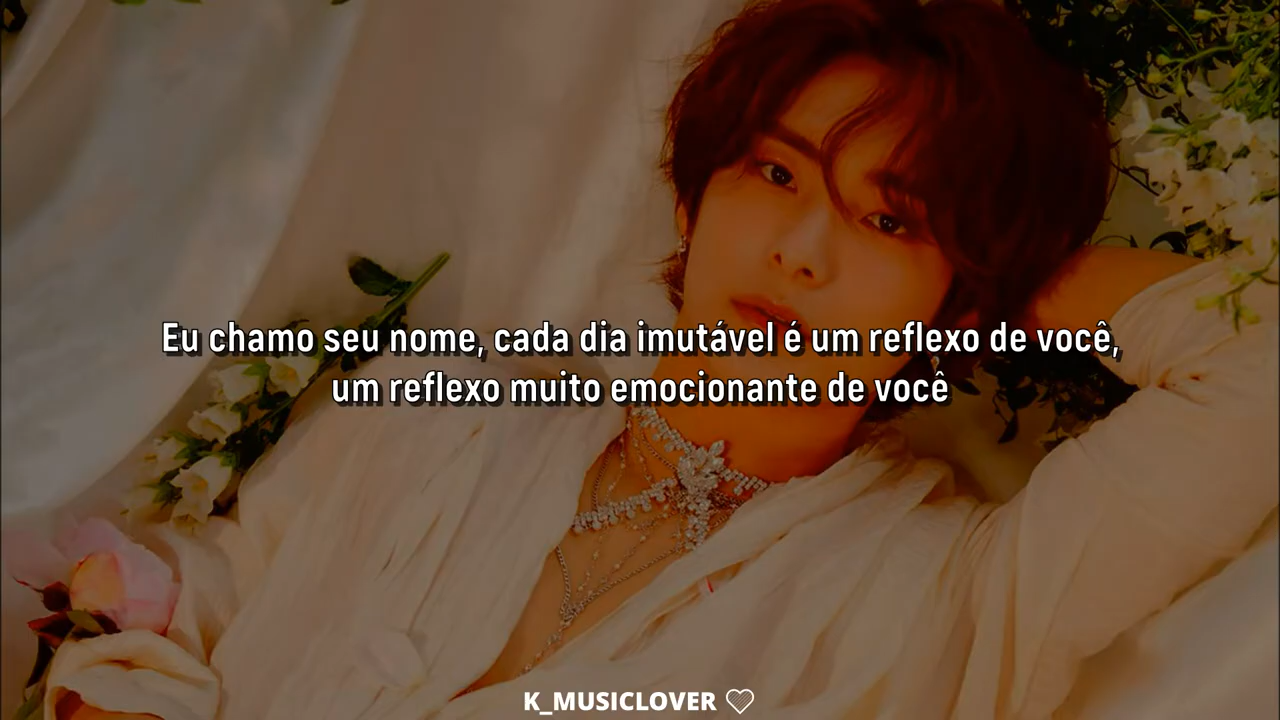 Eu chamo seu nome, cada dia imutável é um reflexo de você,
um reflexo muito emocionante de você
K_MUSICLOVER ♡